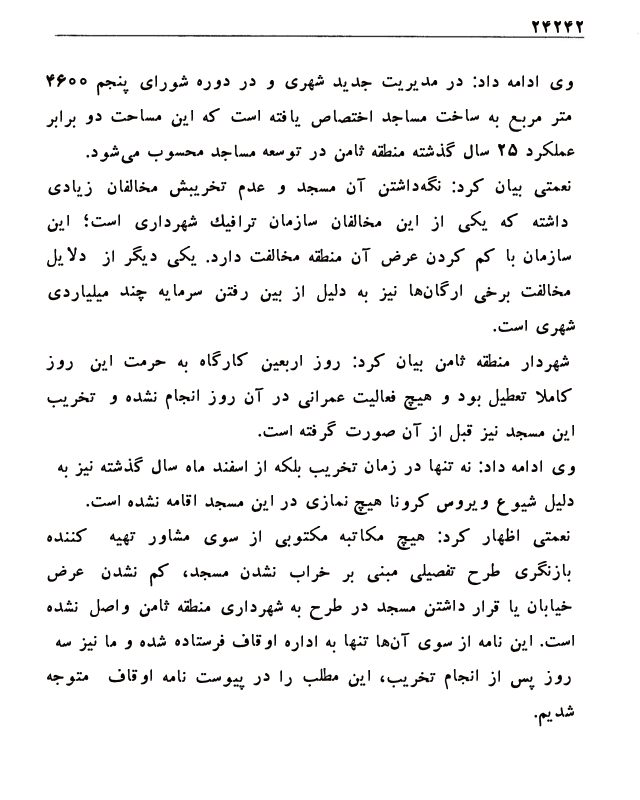 ۲۴۲۴۲
وی ادامه داد: در مدیریت جدید شهری و در دوره شورای پنجم ۴۶۰۰
متر مربع به ساخت مساجد اختصاص یافته است که این مساحت دو برابر
عملکرد ۲۵ سال گذشته منطقه ثامن در توسعه مساجد محسوب می‌شود.
نعمتی بیان کرد: نگه‌داشتن آن مسجد و عدم تخریبش مخالفان زیادی
داشته که یکی از این مخالفان سازمان ترافیك شهرداری است؛ این
سازمان با کم کردن عرض آن منطقه مخالفت دارد. یکی دیگر از دلایل
مخالفت برخی ارگان‌ها نیز به دلیل از بین رفتن سرمایه چند میلیاردی
شهری است.
شهردار منطقه ثامن بیان کرد: روز اربعین کارگاه به حرمت این روز
کاملا تعطیل بود و هیچ فعالیت عمرانی در آن روز انجام نشده و تخریب
این مسجد نیز قبل از آن صورت گرفته است.
وی ادامه داد: نه تنها در زمان تخریب بلکه از اسفند ماه سال گذشته نیز به
دلیل شیوع ویروس کرونا هیچ نمازی در این مسجد اقامه نشده است.
نعمتی اظهار کرد: هیچ مکاتبه مکتوبی از سوی مشاور تهیه کننده
بازنگری طرح تفصیلی مبنی بر خراب نشدن مسجد، کم نشدن عرض
خیابان یا قرار داشتن مسجد در طرح به شهرداری منطقه ثامن واصل نشده
است. این نامه از سوی آن‌ها تنها به اداره اوقاف فرستاده شده و ما نیز سه
روز پس از انجام تخریب، این مطلب را در پیوست نامه اوقاف متوجه
شدیم.